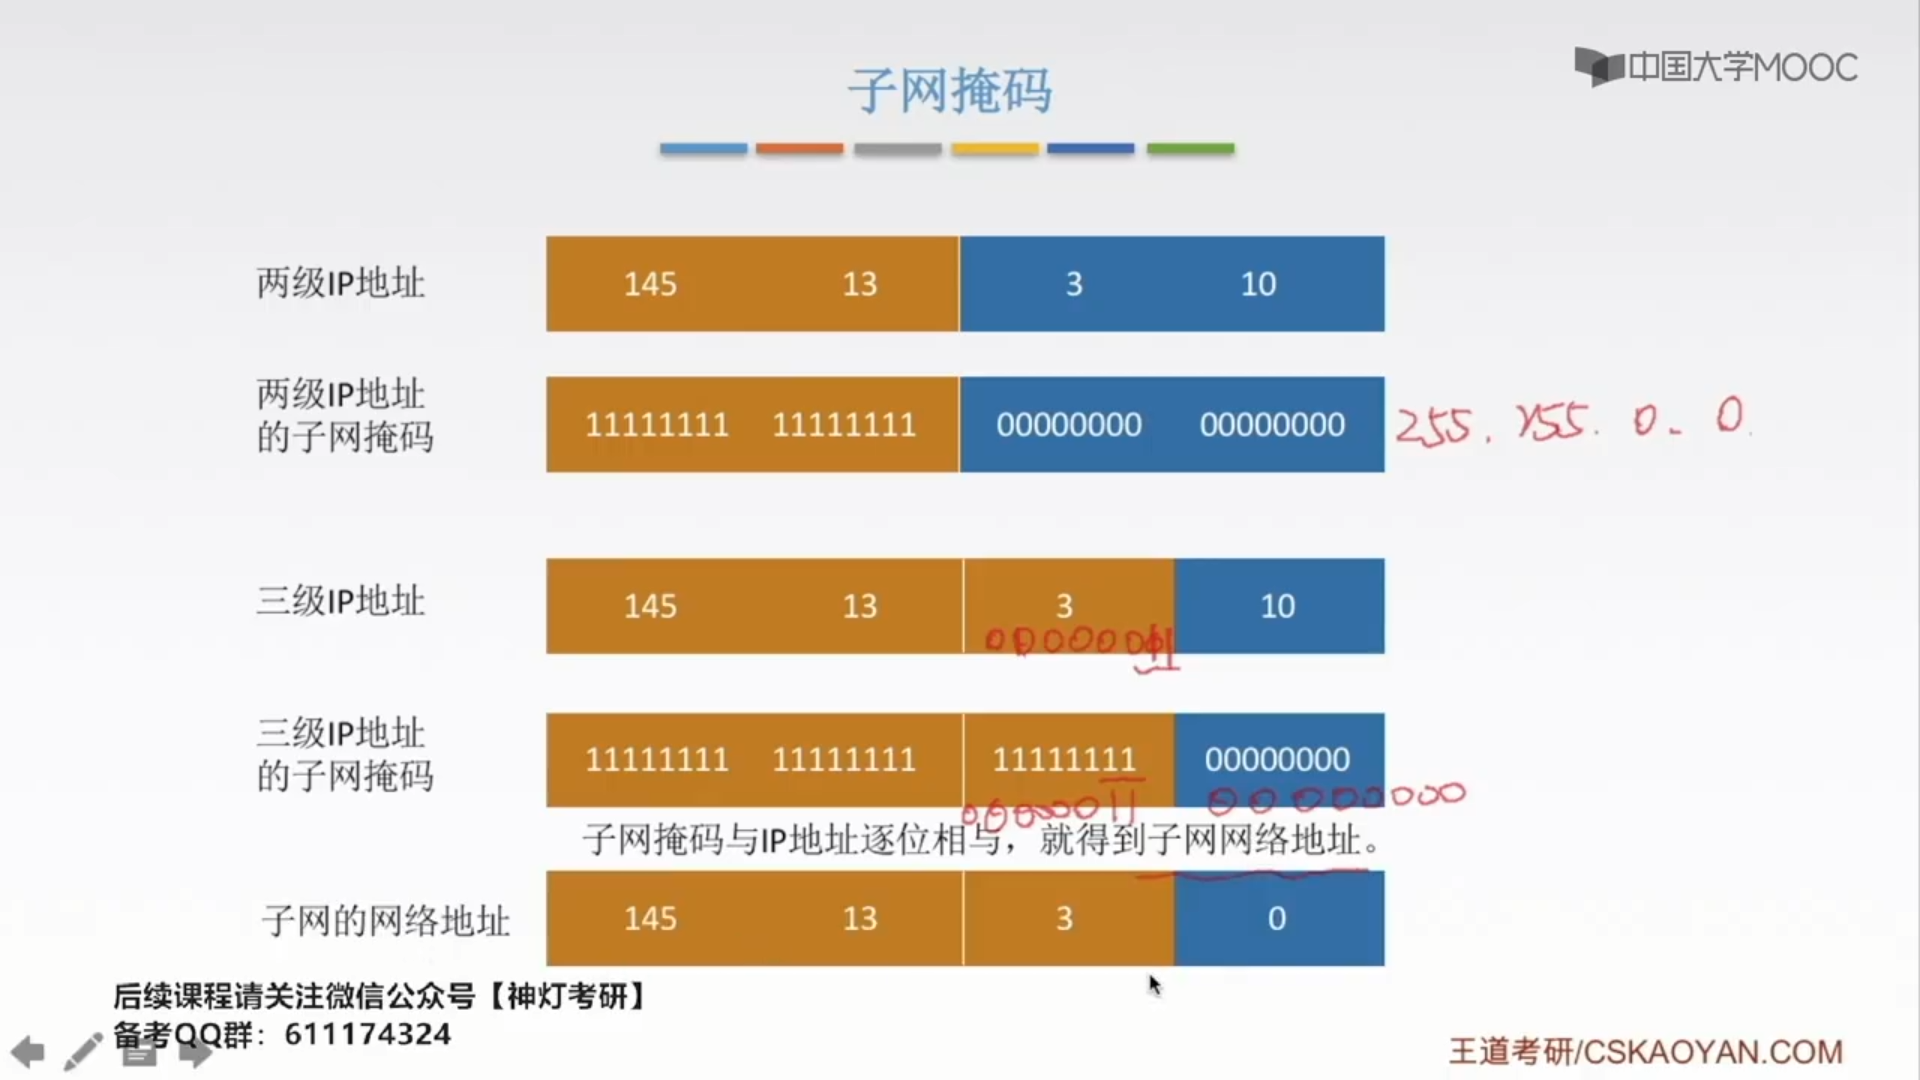 中国大学MOOC
子网掩码
两级IP地址 145 13 3 10
两级IP地址
的子网掩码
11111111 11111111 00000000 00000000 255. 255. 0. 0.
三级IP地址 145 13 3 10
00000011
三级IP地址
的子网掩码
11111111 11111111 11111111 00000000
00000011 00000000
子网掩码与IP地址逐位相与，就得到子网网络地址。
子网的网络地址 145 13 3 0
后续课程请关注微信公众号【神灯考研】
备考QQ群：611174324
王道考研/CSKAOYAN.COM